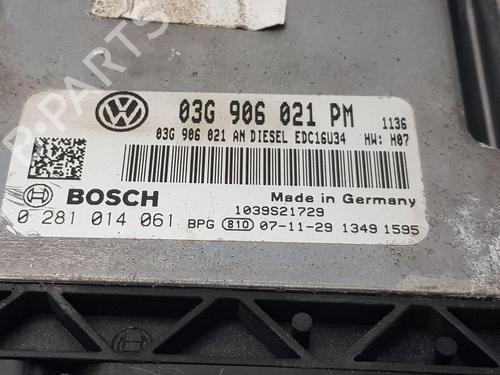 B-PARTS
VW
03G 906 021 PM 1136
03G 906 021 AN DIESEL EDC16U34 HW: H07
BOSCH
Made in Germany
1039S21729
0 281 014 061 BPG 810 07-11-29 1349 1595